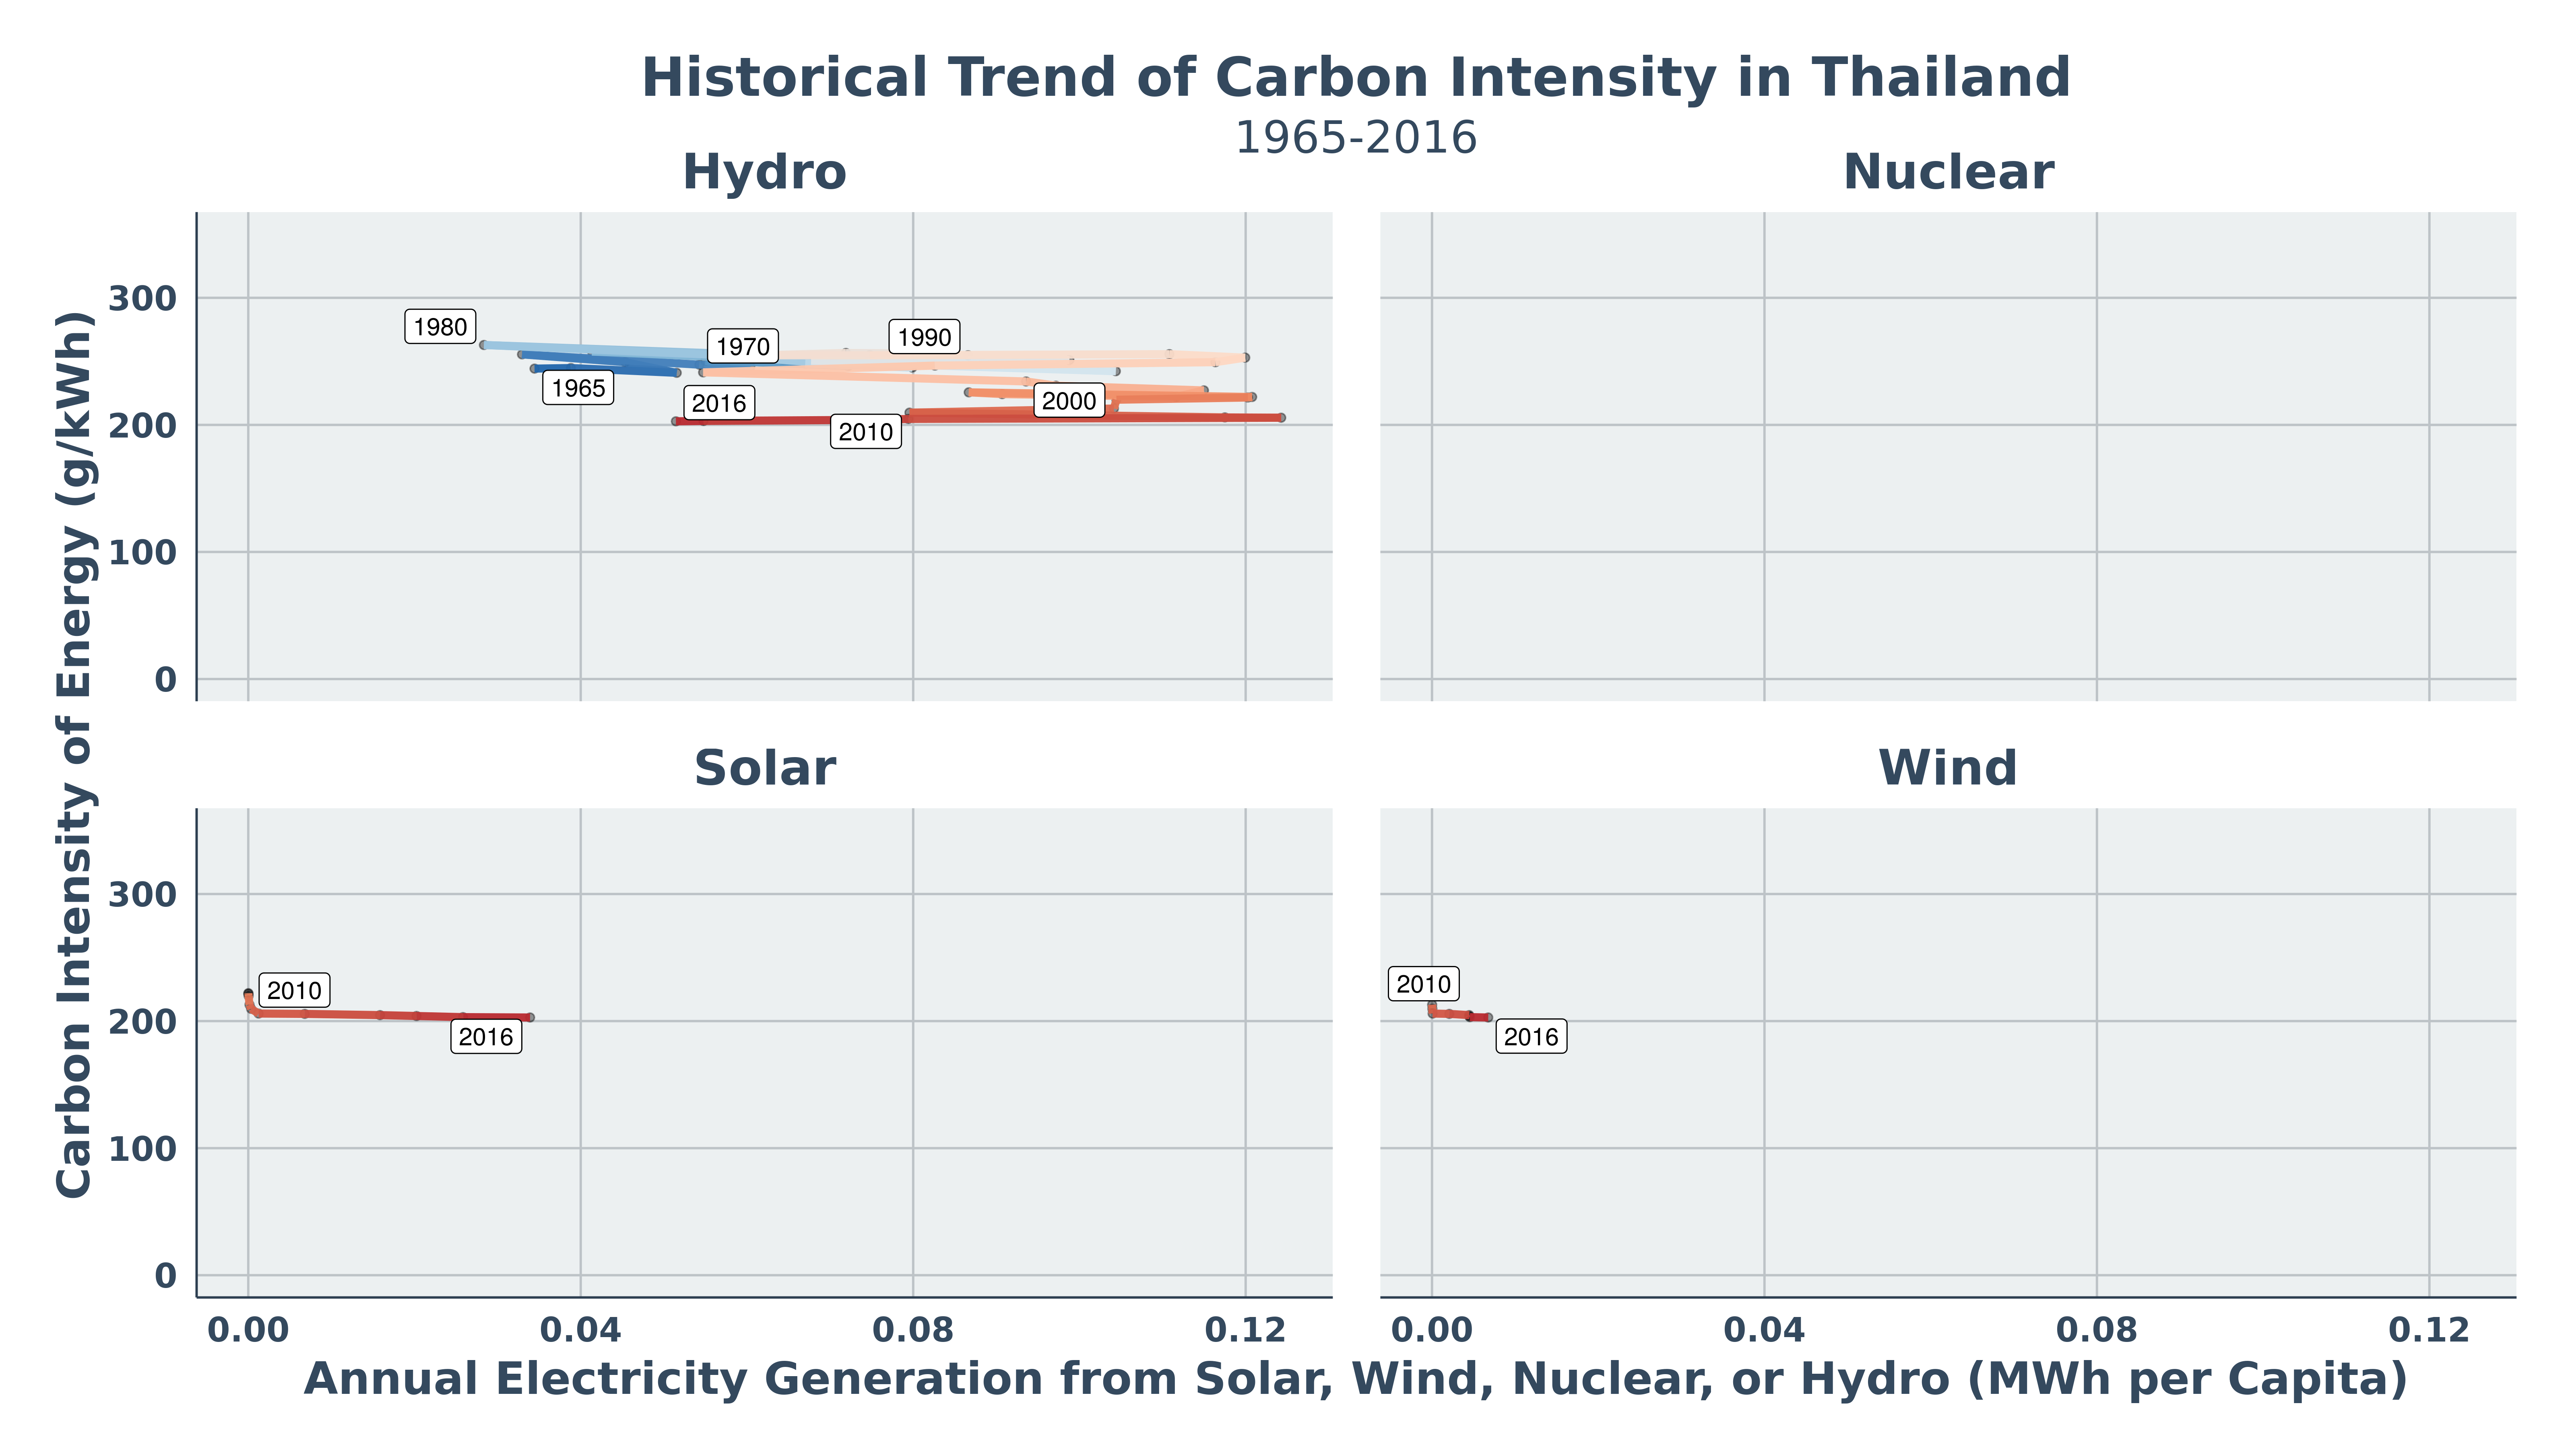 Historical Trend of Carbon Intensity in Thailand
1965-2016
Hydro
Nuclear
Carbon Intensity of Energy (g/kWh)
300
200
100
0
1980
1970
1990
1965
2016
2000
2010
Solar
Wind
300
200
100
0
2010
2016
2010
2016
0.00 0.04 0.08 0.12 0.00 0.04 0.08 0.12
Annual Electricity Generation from Solar, Wind, Nuclear, or Hydro (MWh per Capita)